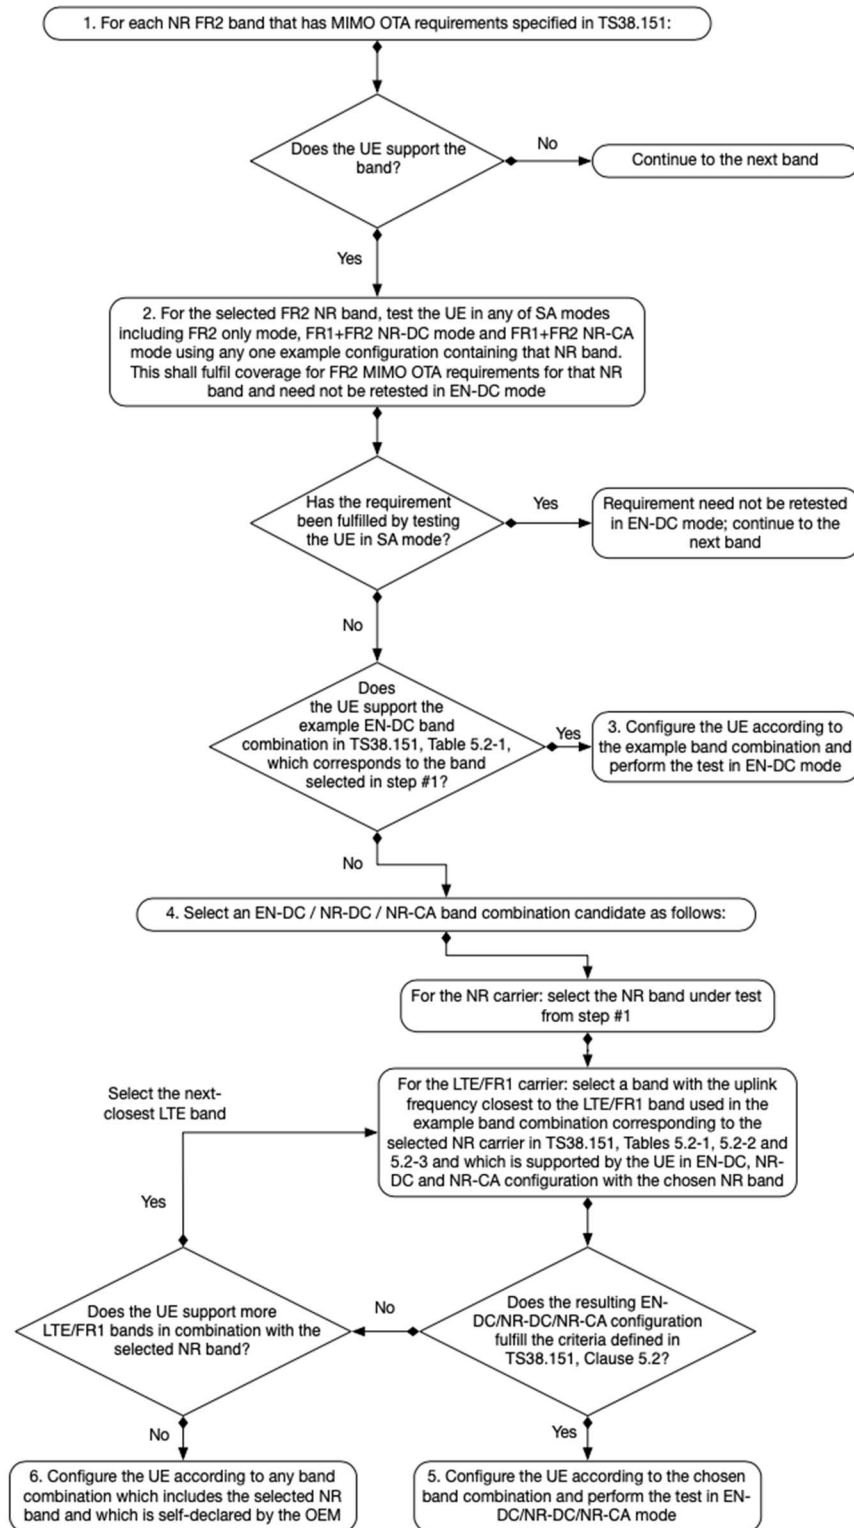 1. For each NR FR2 band that has MIMO OTA requirements specified in TS38.151:
Does the UE support the
band?
No
Continue to the next band
Yes
2. For the selected FR2 NR band, test the UE in any of SA modes
including FR2 only mode, FR1+FR2 NR-DC mode and FR1+FR2 NR-CA
mode using any one example configuration containing that NR band.
This shall fulfil coverage for FR2 MIMO OTA requirements for that NR
band and need not be retested in EN-DC mode
Has the requirement
been fulfilled by testing
the UE in SA mode?
Yes
Requirement need not be retested
in EN-DC mode; continue to the
next band
No
Does
the UE support the
example EN-DC band
combination in TS38.151, Table 5.2-1,
which corresponds to the band
selected in step #1?
Yes
3. Configure the UE according to
the example band combination and
perform the test in EN-DC mode
No
4. Select an EN-DC / NR-DC / NR-CA band combination candidate as follows:
For the NR carrier: select the NR band under test
from step #1
Select the next-
closest LTE band
For the LTE/FR1 carrier: select a band with the uplink
frequency closest to the LTE/FR1 band used in the
example band combination corresponding to the
selected NR carrier in TS38.151, Tables 5.2-1, 5.2-2 and
5.2-3 and which is supported by the UE in EN-DC, NR-
DC and NR-CA configuration with the chosen NR band
Yes
Does the UE support more
LTE/FR1 bands in combination with the
selected NR band?
No
Does the resulting EN-
DC/NR-DC/NR-CA configuration
fulfill the criteria defined in
TS38.151, Clause 5.2?
No
Yes
6. Configure the UE according to any band
combination which includes the selected NR
band and which is self-declared by the OEM
5. Configure the UE according to the chosen
band combination and perform the test in EN-
DC/NR-DC/NR-CA mode